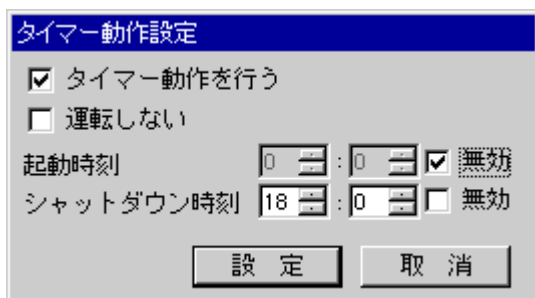 タイマー動作設定
タイマー動作を行う
運転しない
起動時刻 0 : 0 無効
シャットダウン時刻 18 : 0 無効
設 定 取 消